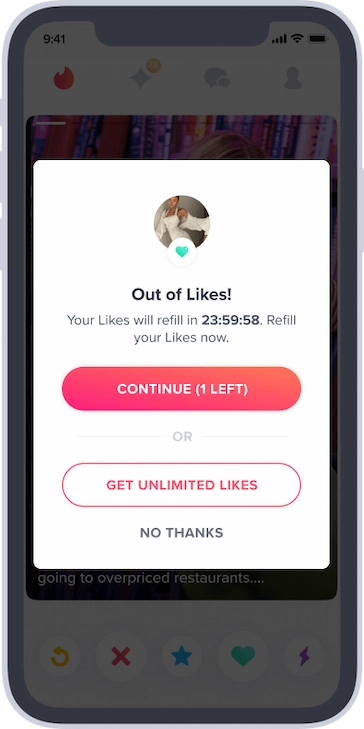 9:41
Out of Likes!
Your Likes will refill in 23:59:58. Refill
your Likes now.
CONTINUE (1 LEFT)
OR
GET UNLIMITED LIKES
NO THANKS
going to overpriced restaurants....